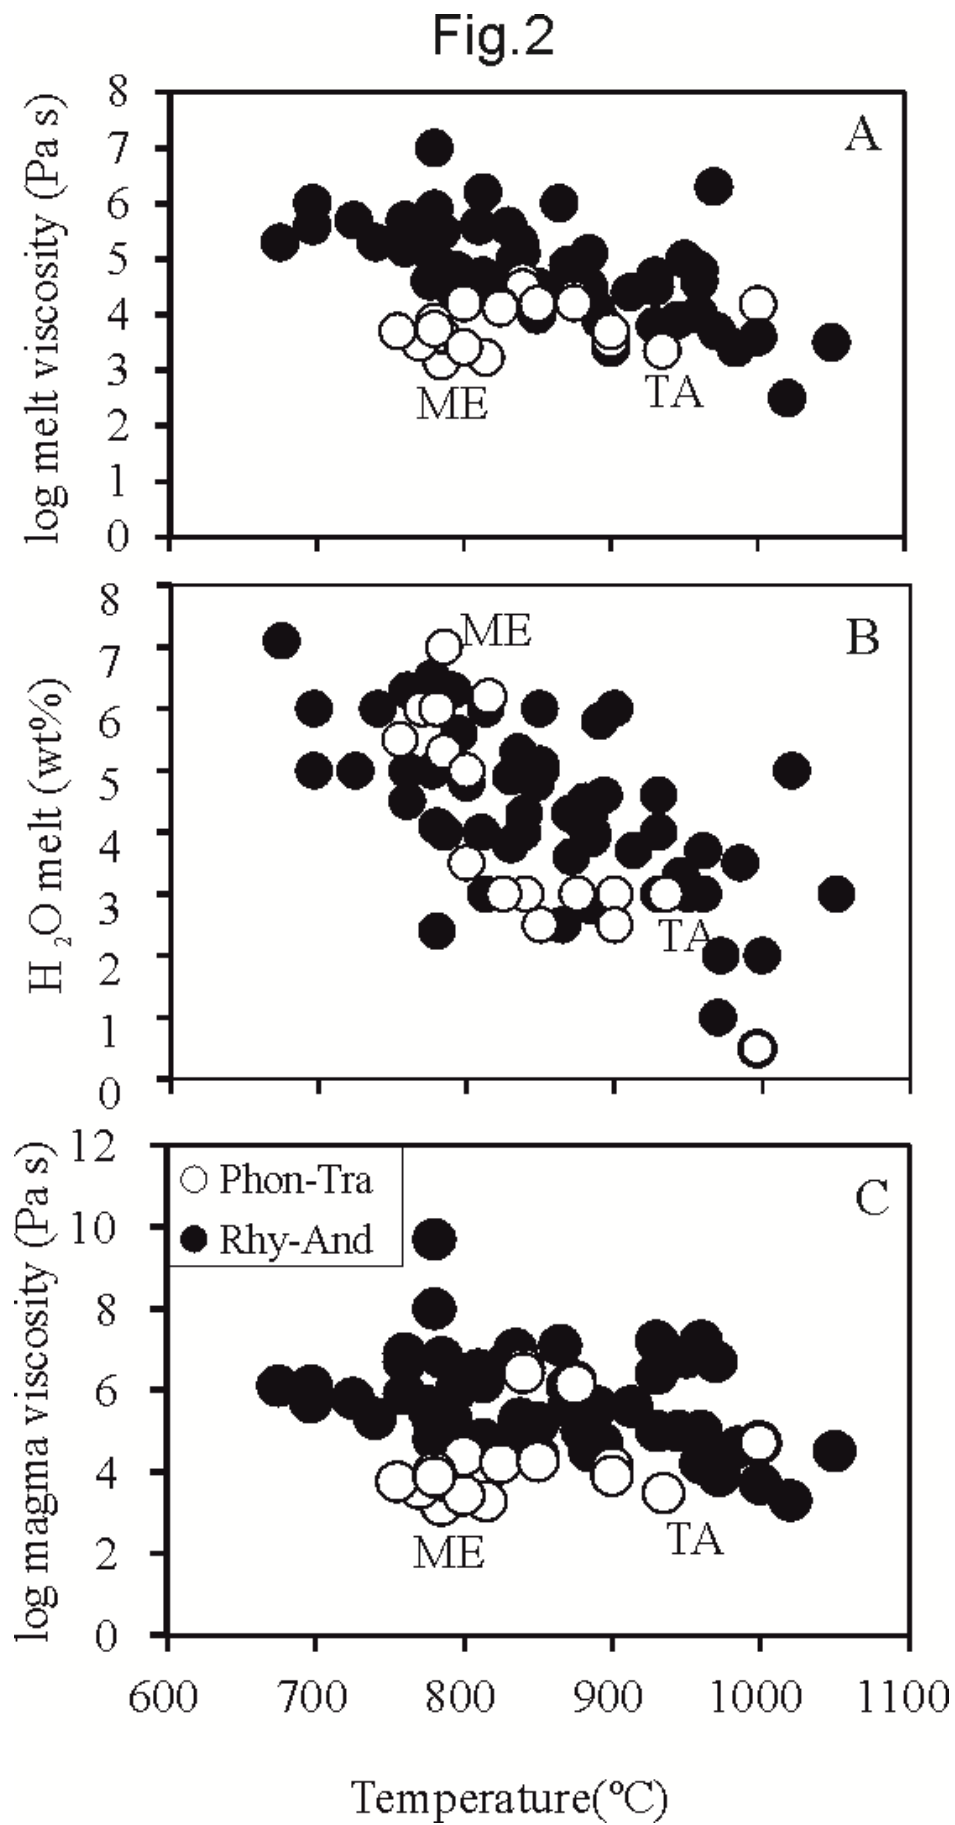 Fig.2
log melt viscosity (Pa s)
8
7
6
5
4
3
2
1
0
A
ME
TA
H2O melt (wt%)
8
7
6
5
4
3
2
1
0
B
ME
TA
log magma viscosity (Pa s)
12
10
8
6
4
2
0
Phon-Tra
Rhy-And
C
ME
TA
600 700 800 900 1000 1100
Temperature(ºC)